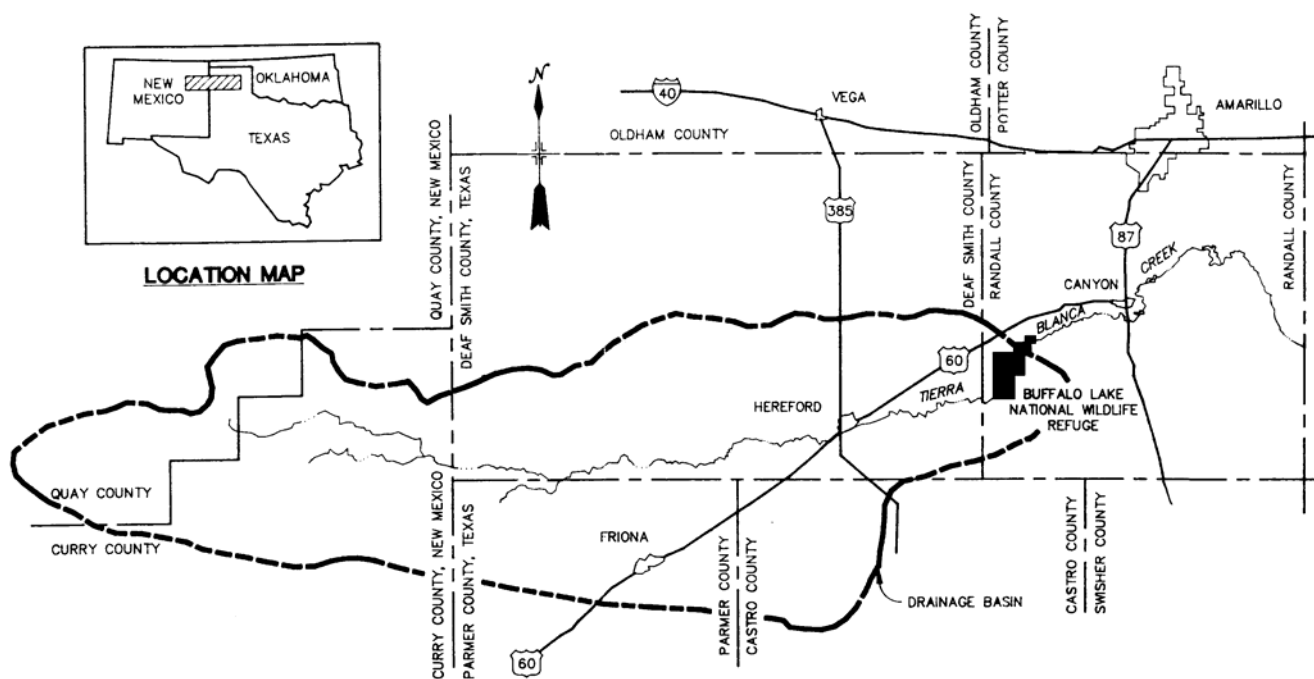 NEW
MEXICO
OKLAHOMA
TEXAS
LOCATION MAP
N
40
VEGA
OLDHAM COUNTY
OLDHAM COUNTY
POTTER COUNTY
AMARILLO
QUAY COUNTY, NEW MEXICO
DEAF SMITH COUNTY, TEXAS
385
DEAF SMITH COUNTY
RANDALL COUNTY
87
RANDALL COUNTY
CANYON
CREEK
BLANCA
TIERRA
60
HEREFORD
BUFFALO LAKE
NATIONAL WILDLIFE
REFUGE
QUAY COUNTY
CURRY COUNTY
CURRY COUNTY, NEW MEXICO
PARMER COUNTY, TEXAS
FRIONA
PARMER COUNTY
CASTRO COUNTY
DRAINAGE BASIN
CASTRO COUNTY
SWISHER COUNTY
60